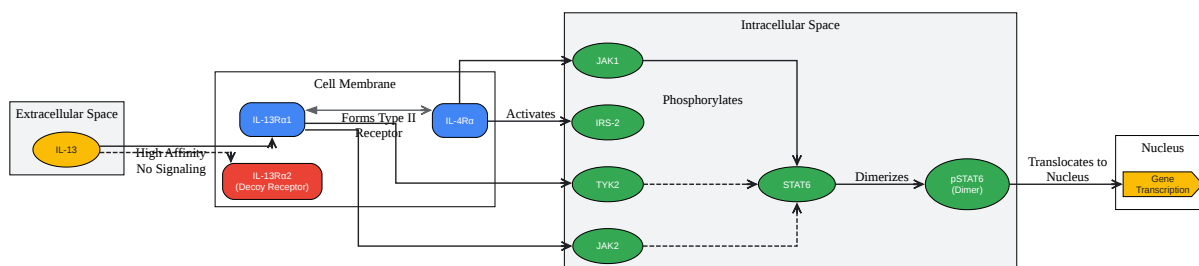 Extracellular Space
IL-13
High Affinity
No Signaling
Cell Membrane
IL-13Rα1
Forms Type II
Receptor
IL-4Rα
IL-13Rα2
(Decoy Receptor)
Activates
Intracellular Space
JAK1
Phosphorylates
IRS-2
TYK2
STAT6
Dimerizes
pSTAT6
(Dimer)
JAK2
Translocates to
Nucleus
Nucleus
Gene
Transcription